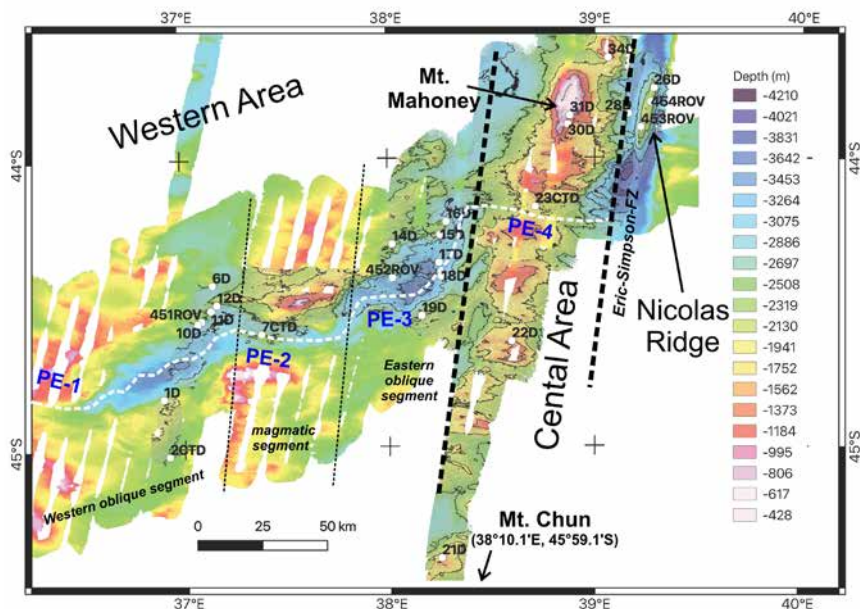 37°E
38°E
39°E
40°E
34D
26D
Mt.
Mahoney
Depth (m)
31D
454ROV
-4210
453ROV
-4021
30D
Western Area
-3831
44°S
44°S
-3642
-3453
23CTD
-3264
PE-4
-3075
14D
15D
-2886
17D
452ROV
18D
Eric-Simpson-FZ
-2697
6D
12D
-2508
451ROV
11D
19D
Nicolas
Ridge
-2319
10D
7CTD
PE-3
22D
-2130
PE-2
-1941
PE-1
Eastern
oblique
segment
Cental Area
-1752
1D
-1562
magmatic
segment
-1373
-1184
45°S
45°S
2CTD
-995
Western oblique segment
-806
-617
0 25 50 km
Mt. Chun
-428
(38°10.1'E, 45°59.1'S)
21D
37°E
38°E
39°E
40°E